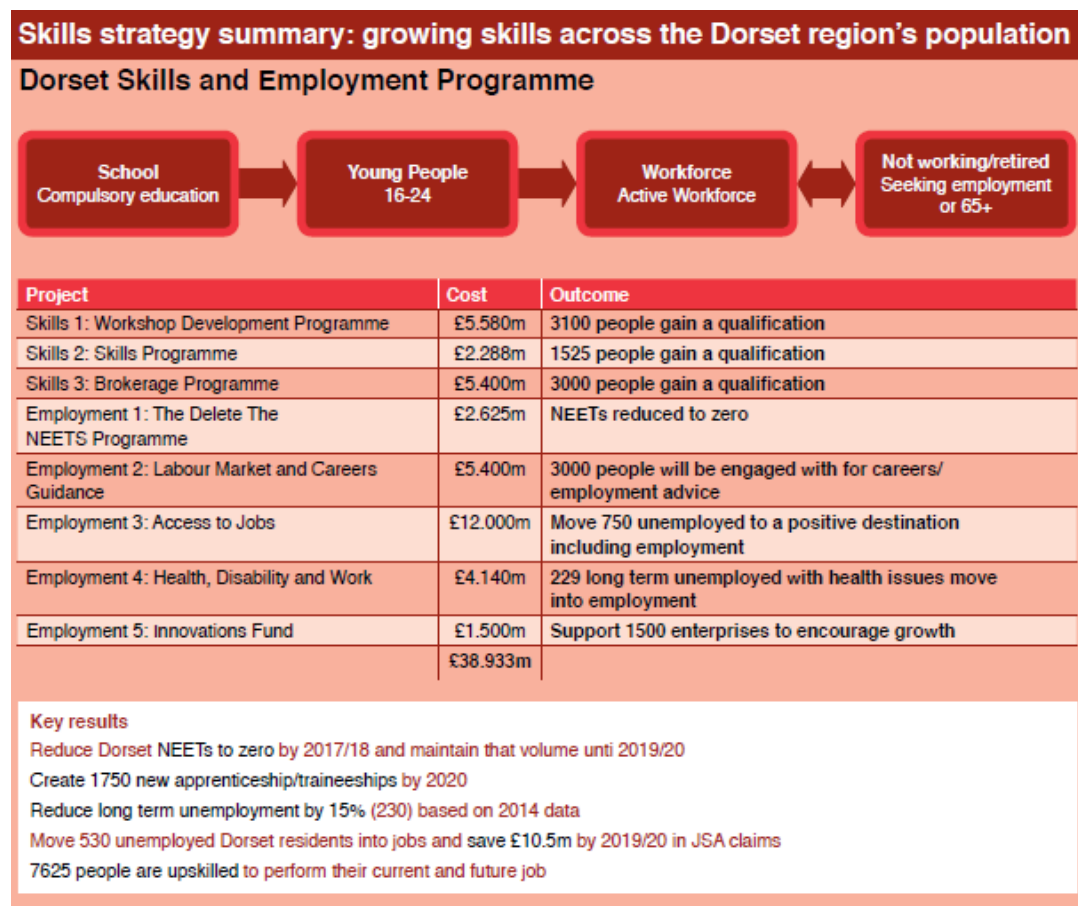 Skills strategy summary: growing skills across the Dorset region's population
Dorset Skills and Employment Programme
School
Compulsory education
Young People
16-24
Workforce
Active Workforce
Not working/retired
Seeking employment
or 65+
Project Cost Outcome
Skills 1: Workshop Development Programme £5.580m 3100 people gain a qualification
Skills 2: Skills Programme £2.288m 1525 people gain a qualification
Skills 3: Brokerage Programme £5.400m 3000 people gain a qualification
Employment 1: The Delete The £2.625m NEETs reduced to zero
NEETS Programme
Employment 2: Labour Market and Careers £5.400m 3000 people will be engaged with for careers/
Guidance employment advice
Employment 3: Access to Jobs £12.000m Move 750 unemployed to a positive destination
including employment
Employment 4: Health, Disability and Work £4.140m 229 long term unemployed with health issues move
into employment
Employment 5: Innovations Fund £1.500m Support 1500 enterprises to encourage growth
£38.933m
Key results
Reduce Dorset NEETs to zero by 2017/18 and maintain that volume unti 2019/20
Create 1750 new apprenticeship/traineeships by 2020
Reduce long term unemployment by 15% (230) based on 2014 data
Move 530 unemployed Dorset residents into jobs and save £10.5m by 2019/20 in JSA claims
7625 people are upskilled to perform their current and future job